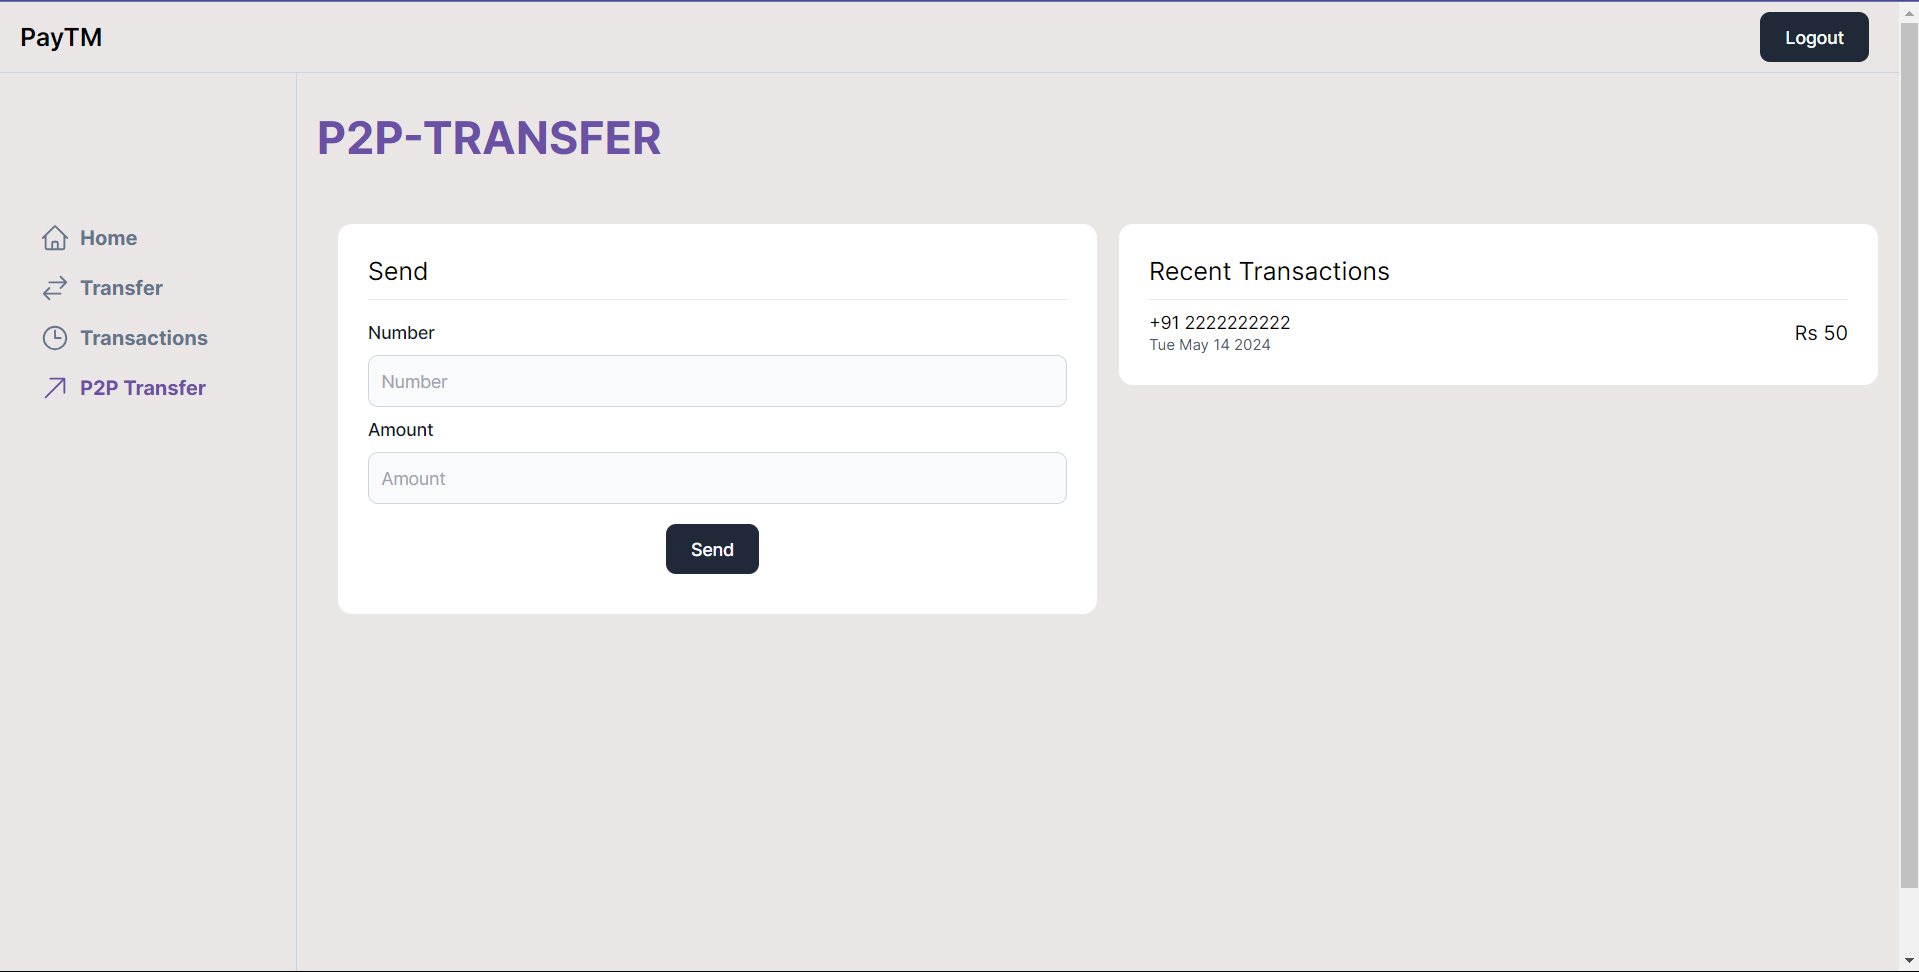 PayTM
Logout
P2P-TRANSFER
Home
Transfer
Transactions
P2P Transfer
Send
Number
Number
Amount
Amount
Send
Recent Transactions
+91 2222222222
Tue May 14 2024
Rs 50